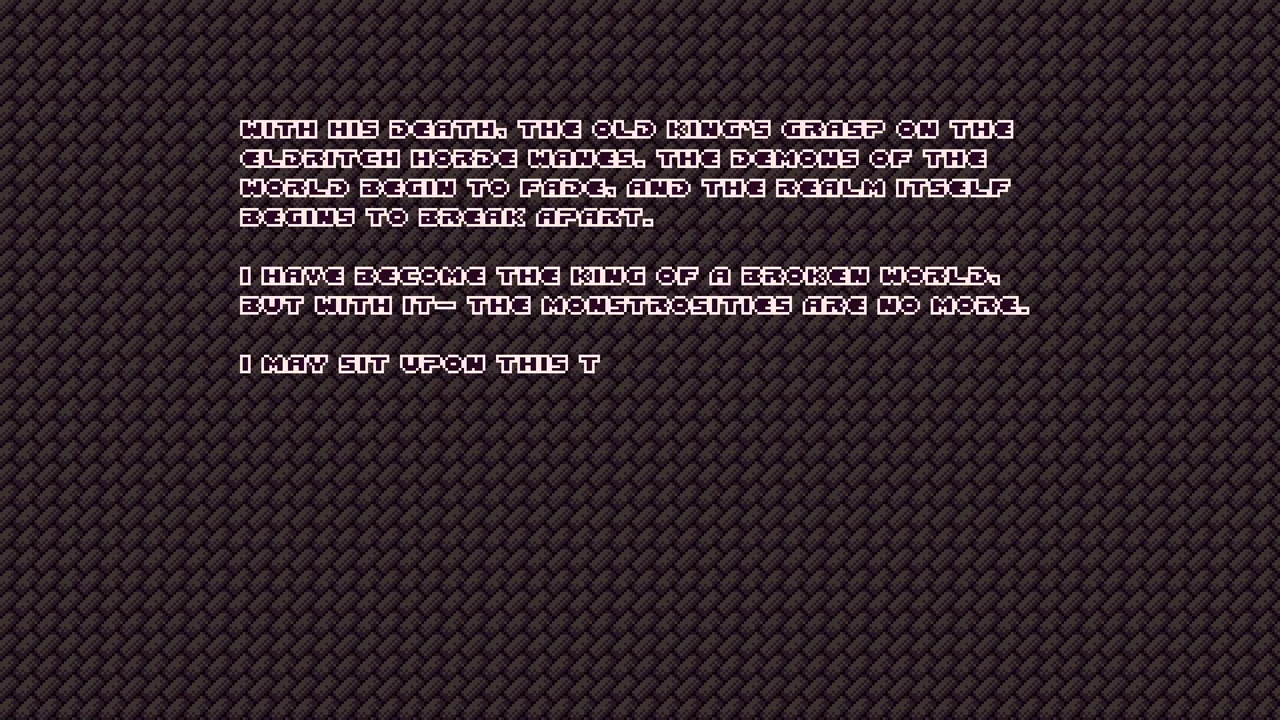 WITH HIS DEATH, THE OLD KING'S GRASP ON THE
ELDRITCH HORDE WANES. THE DEMONS OF THE
WORLD BEGIN TO FADE, AND THE REALM ITSELF
BEGINS TO BREAK APART.
I HAVE BECOME THE KING OF A BROKEN WORLD,
BUT WITH IT- THE MONSTROSITIES ARE NO MORE.
I MAY SIT UPON THIS T